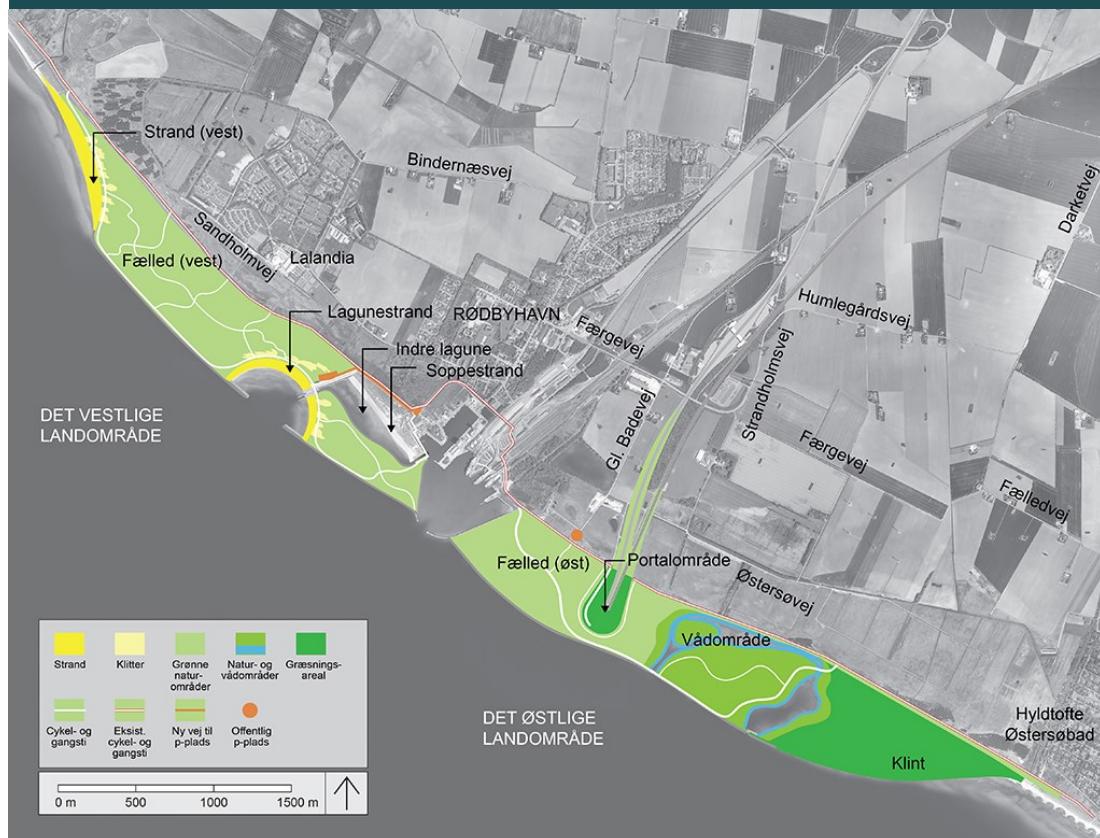 Strand (vest)
Bindernæsvej
Darketvej
Sandholmvej
Fælled (vest)
Lalandia
Humlegårdsvej
Lagunestrand
RØDBYHAVN
Færgevej
Indre lagune
Soppestrand
DET VESTLIGE
LANDOMRÅDE
Gl. Badevej
Strandholmsvej
Færgevej
Fælledvej
Fælled (øst)
Portalområde
Østersøvej
Vådområde
DET ØSTLIGE
LANDOMRÅDE
Hyldtofte
Østersøbad
Klint
Strand
Klitter
Grønne
natur-
områder
Natur- og
vådområder
Græsnings-
areal
Cykel- og
gangsti
Eksist.
cykel- og
gangsti
Ny vej til
p-plads
Offentlig
p-plads
0 m 500 1000 1500 m